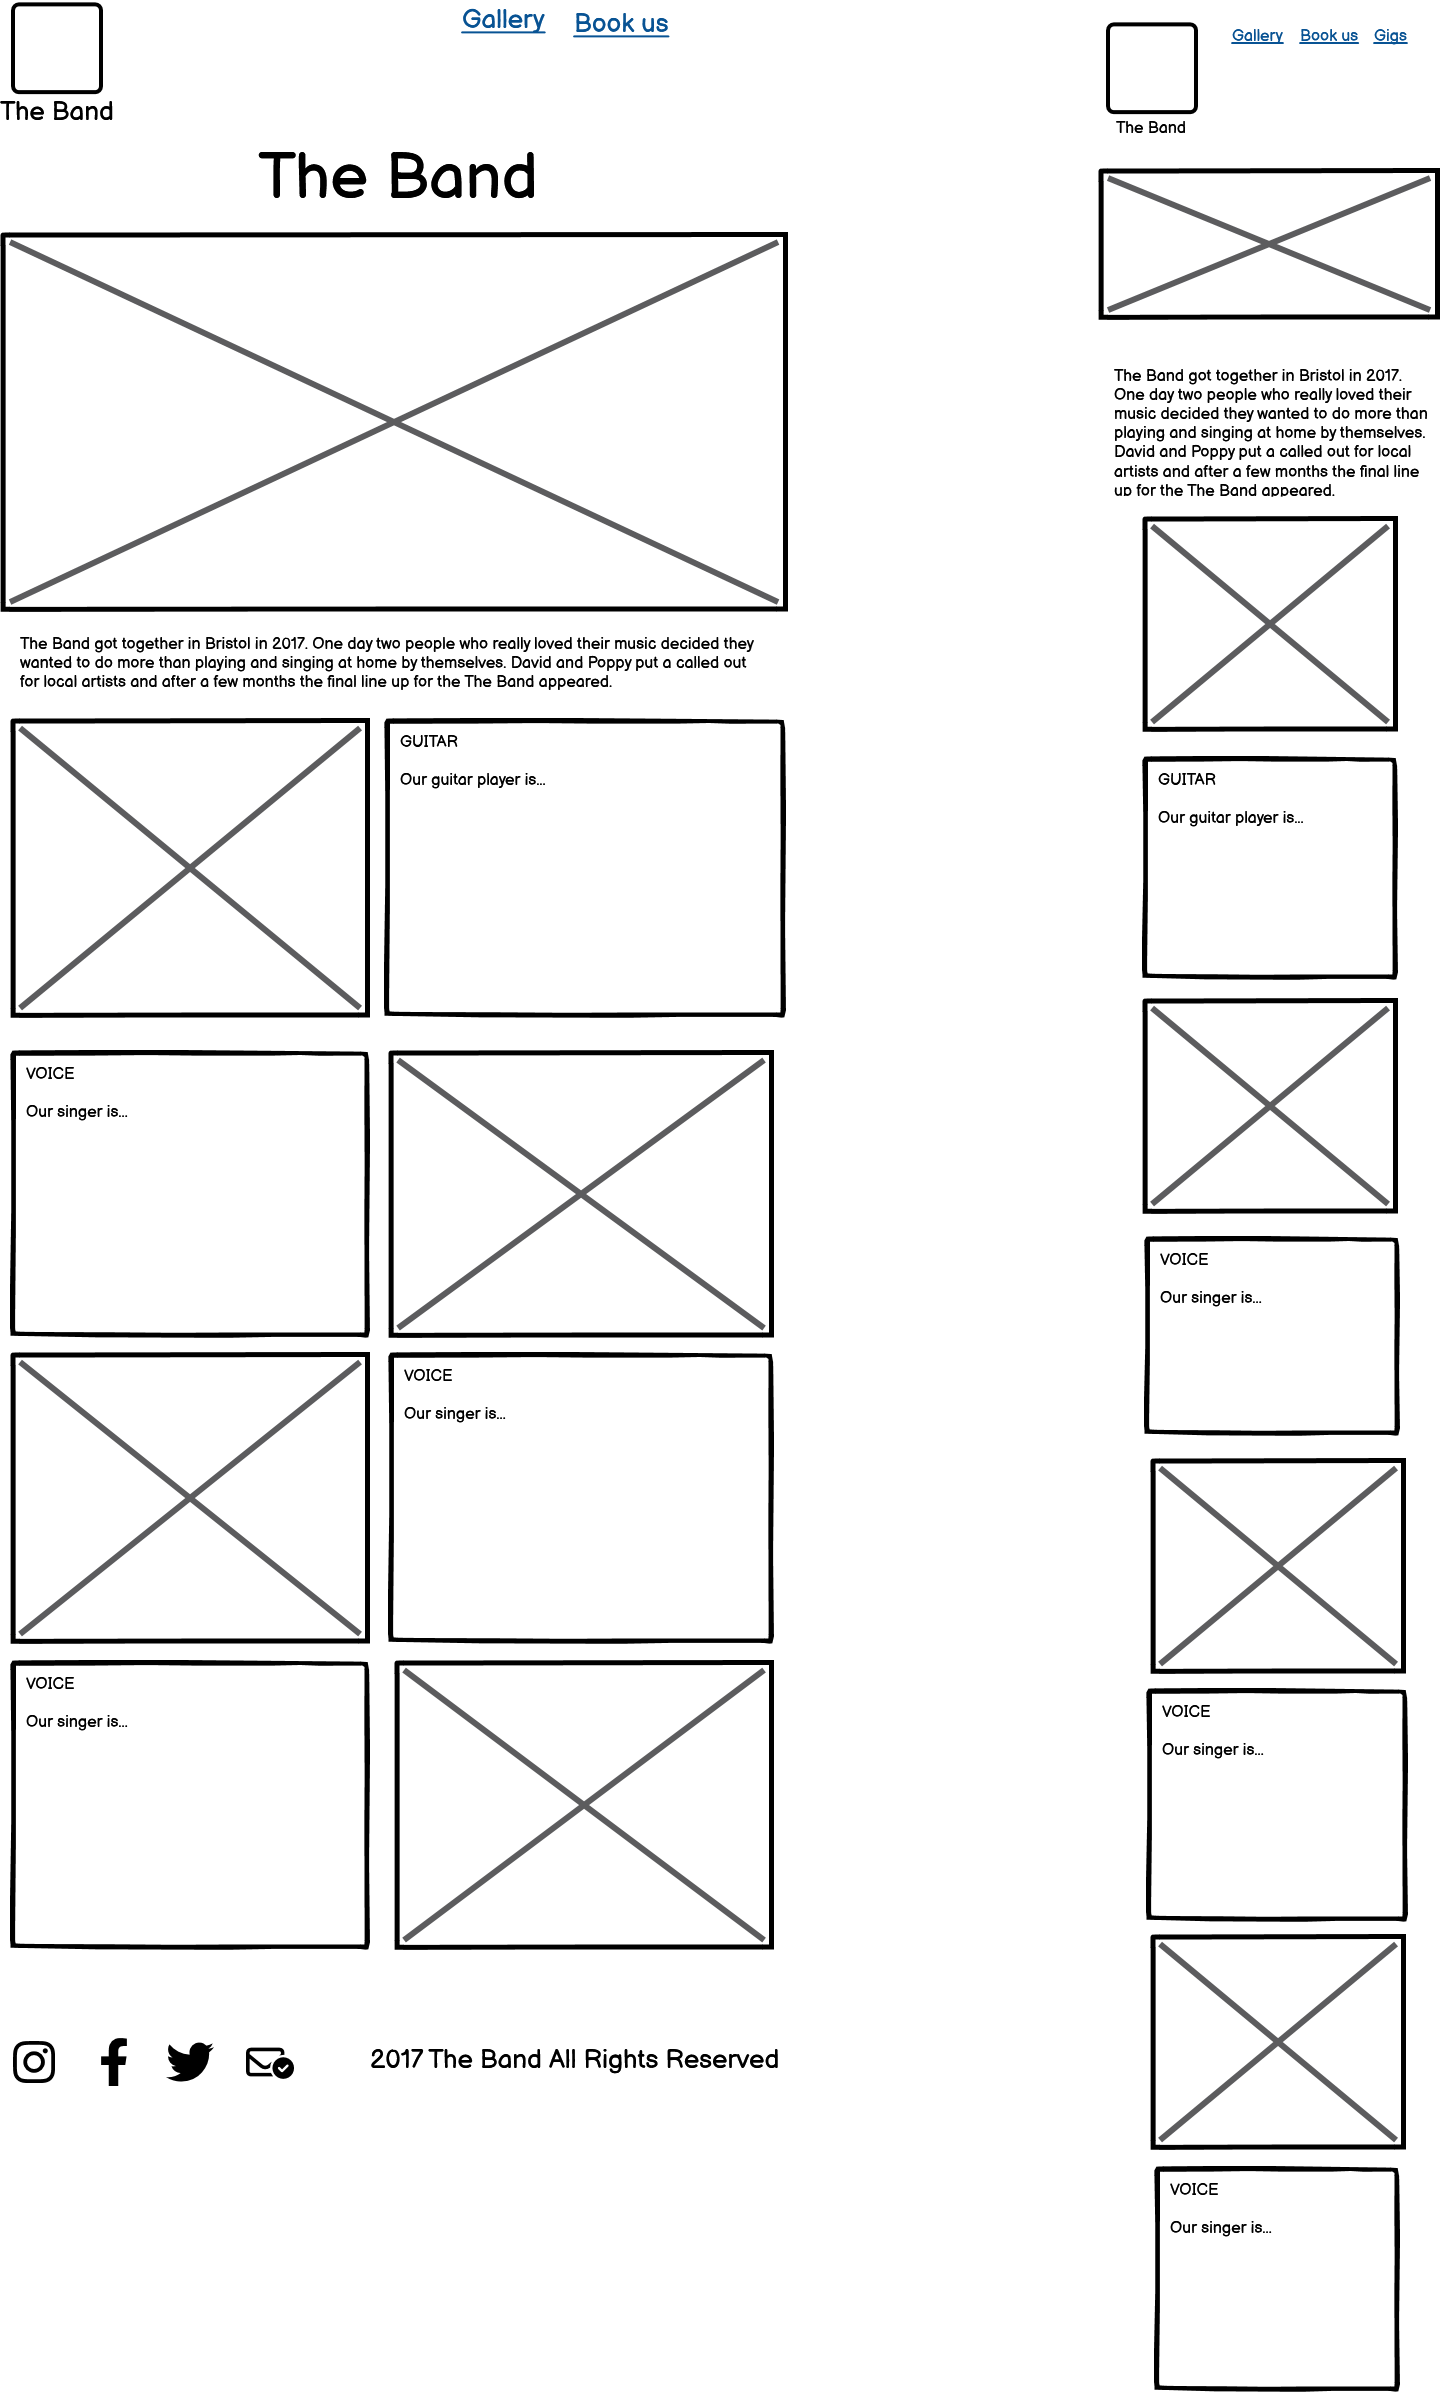 Gallery Book us
The Band
The Band
The Band got together in Bristol in 2017. One day two people who really loved their music decided they
wanted to do more than playing and singing at home by themselves. David and Poppy put a called out
for local artists and after a few months the final line up for the The Band appeared.
GUITAR
Our guitar player is...
VOICE
Our singer is...
VOICE
Our singer is...
VOICE
Our singer is...
2017 The Band All Rights Reserved
Gallery Book us Gigs
The Band
The Band got together in Bristol in 2017.
One day two people who really loved their
music decided they wanted to do more than
playing and singing at home by themselves.
David and Poppy put a called out for local
artists and after a few months the final line
up for the The Band appeared.
GUITAR
Our guitar player is...
VOICE
Our singer is...
VOICE
Our singer is...
VOICE
Our singer is...